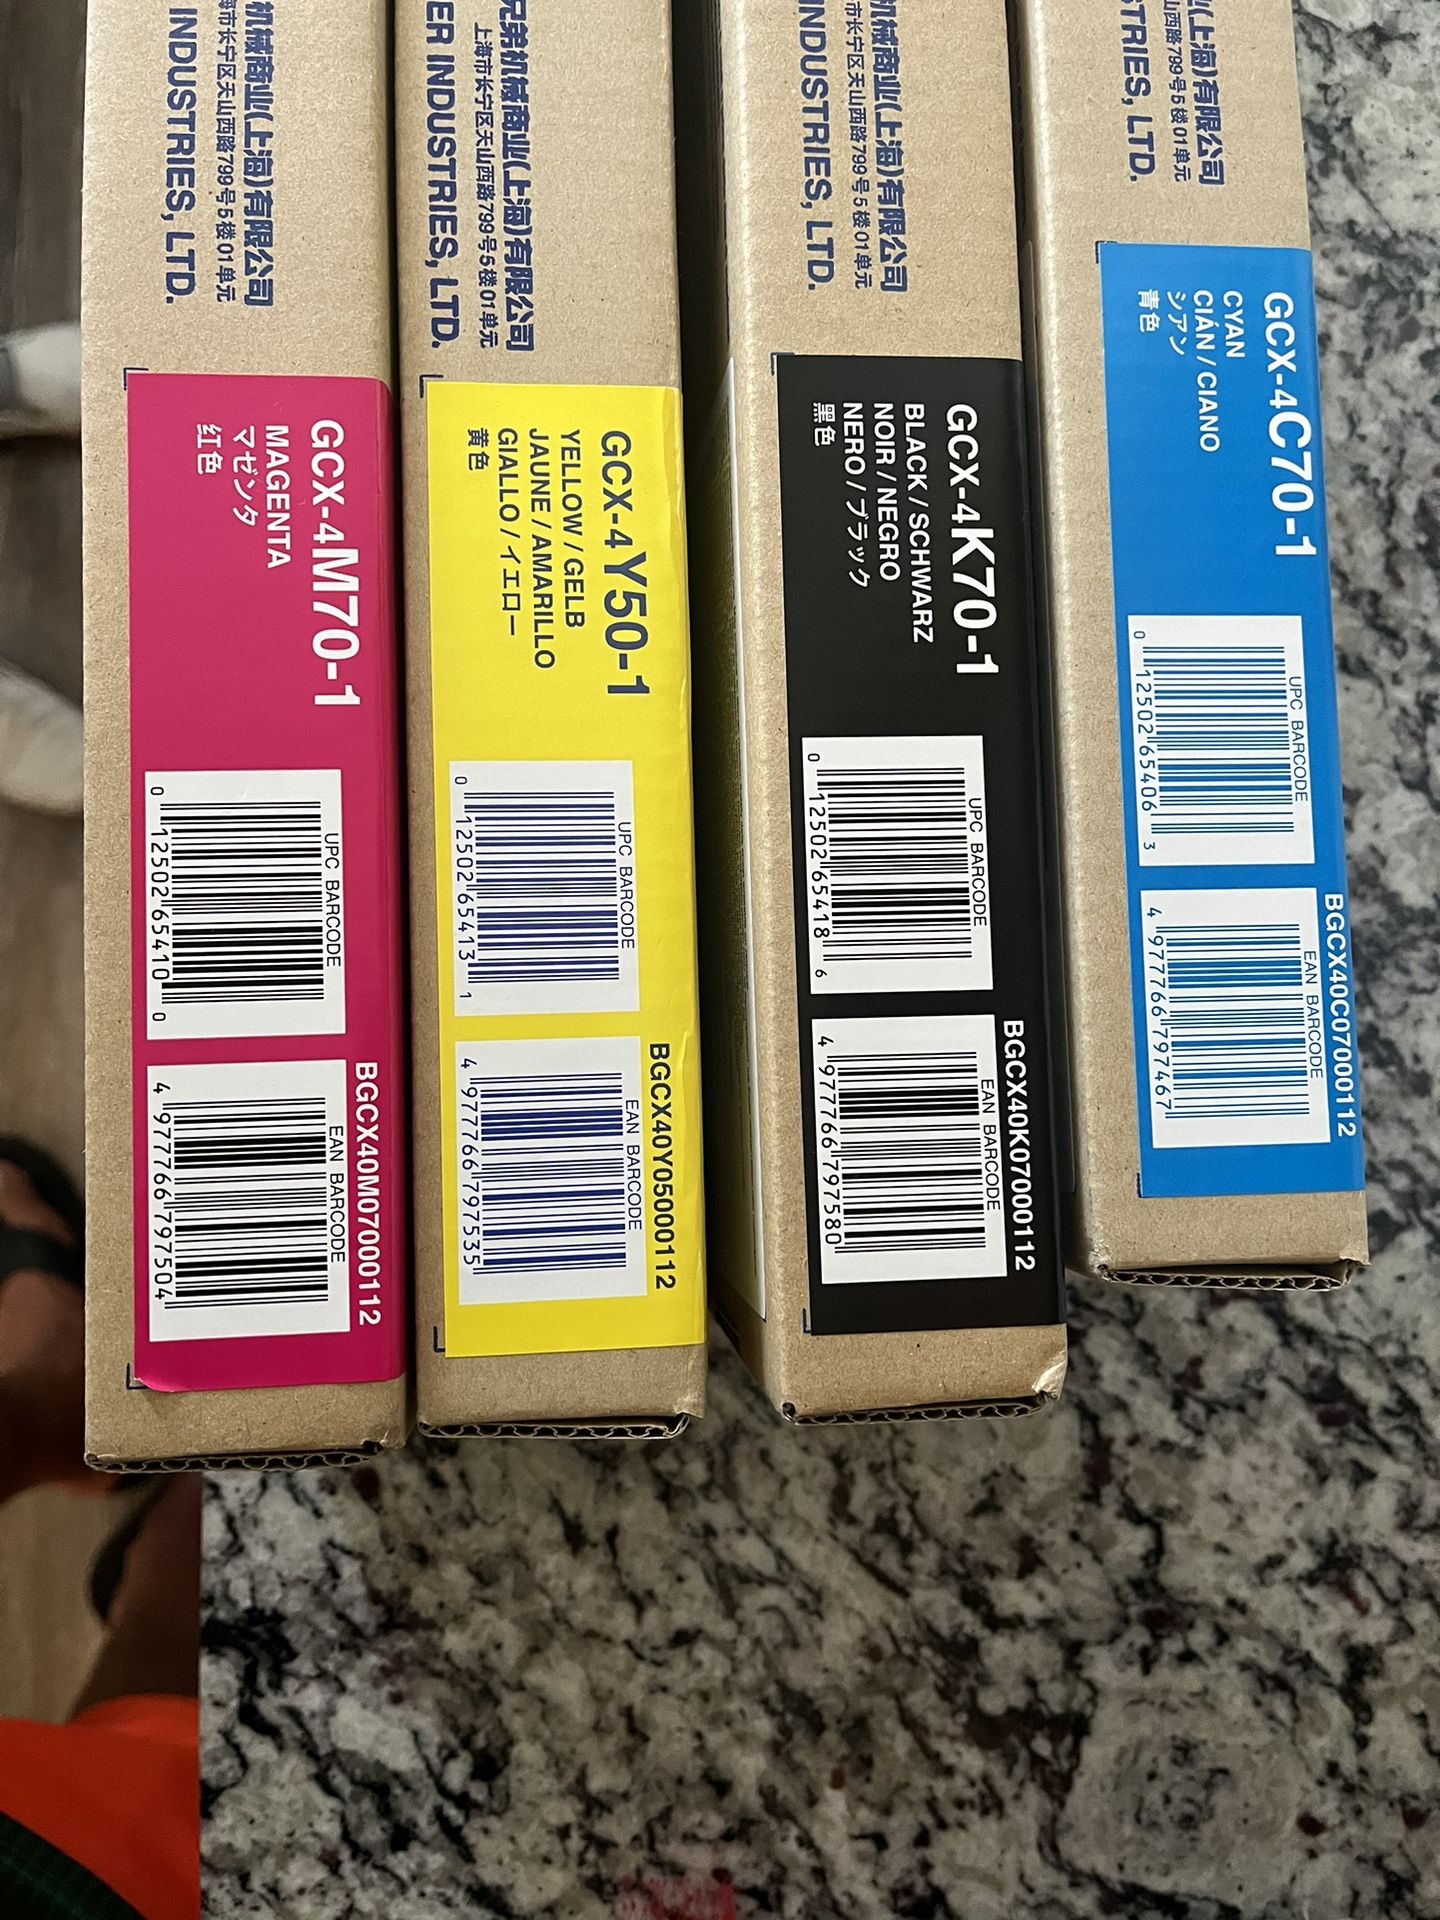 机械商业(上海)有限公司
海市长宁区天山西路799号5楼01单元
INDUSTRIES, LTD.
GCX-4M70-1
MAGENTA
マゼンタ
红色
UPC BARCODE
0 12502 65410 0
BGCX40M07000112
EAN BARCODE
4 977766 797504
兄弟机械商业(上海)有限公司
上海市长宁区天山西路799号5楼01单元
ER INDUSTRIES, LTD.
GCX-4Y50-1
YELLOW / GELB
JAUNE / AMARILLO
GIALLO / イエロー
黄色
UPC BARCODE
0 12502 65413 1
BGCX40Y05000112
EAN BARCODE
4 977766 797535
机械商业(上海)有限公司
市长宁区天山西路799号5楼01单元
INDUSTRIES, LTD.
GCX-4K70-1
BLACK / SCHWARZ
NOIR / NEGRO
NERO / ブラック
黑色
UPC BARCODE
0 12502 65418 6
BGCX40K07000112
EAN BARCODE
4 977766 797580
业(上海)有限公司
山西路799号5楼01单元
STRIES, LTD.
GCX-4C70-1
CYAN
CIÁN / CIANO
シアン
青色
UPC BARCODE
0 12502 65406 3
BGCX40C07000112
EAN BARCODE
4 977766 797467